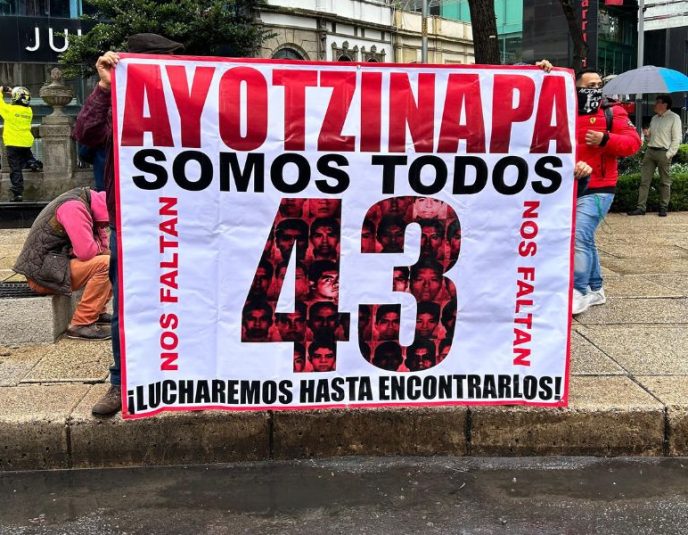 JU
AYOTZINAPA
SOMOS TODOS
NOS FALTAN
43
NOS FALTAN
¡LUCHAREMOS HASTA ENCONTRARLOS!